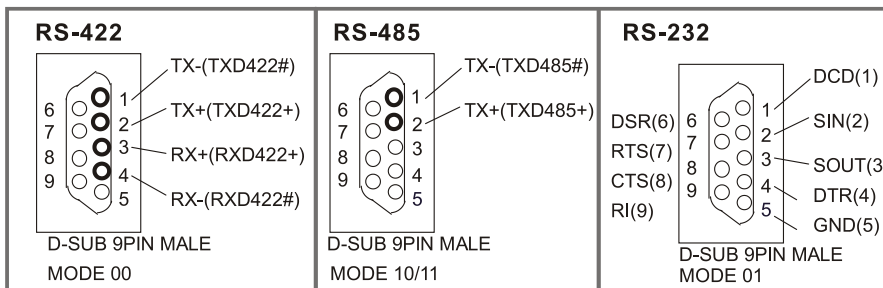 RS-422
TX-(TXD422#)
TX+(TXD422+)
RX+(RXD422+)
RX-(RXD422#)
6
7
8
9
1
2
3
4
5
D-SUB 9PIN MALE
MODE 00
RS-485
TX-(TXD485#)
TX+(TXD485+)
6
7
8
9
1
2
3
4
5
D-SUB 9PIN MALE
MODE 10/11
RS-232
DSR(6)
RTS(7)
CTS(8)
RI(9)
6
7
8
9
1
2
3
4
5
DCD(1)
SIN(2)
SOUT(3
DTR(4)
GND(5)
D-SUB 9PIN MALE
MODE 01